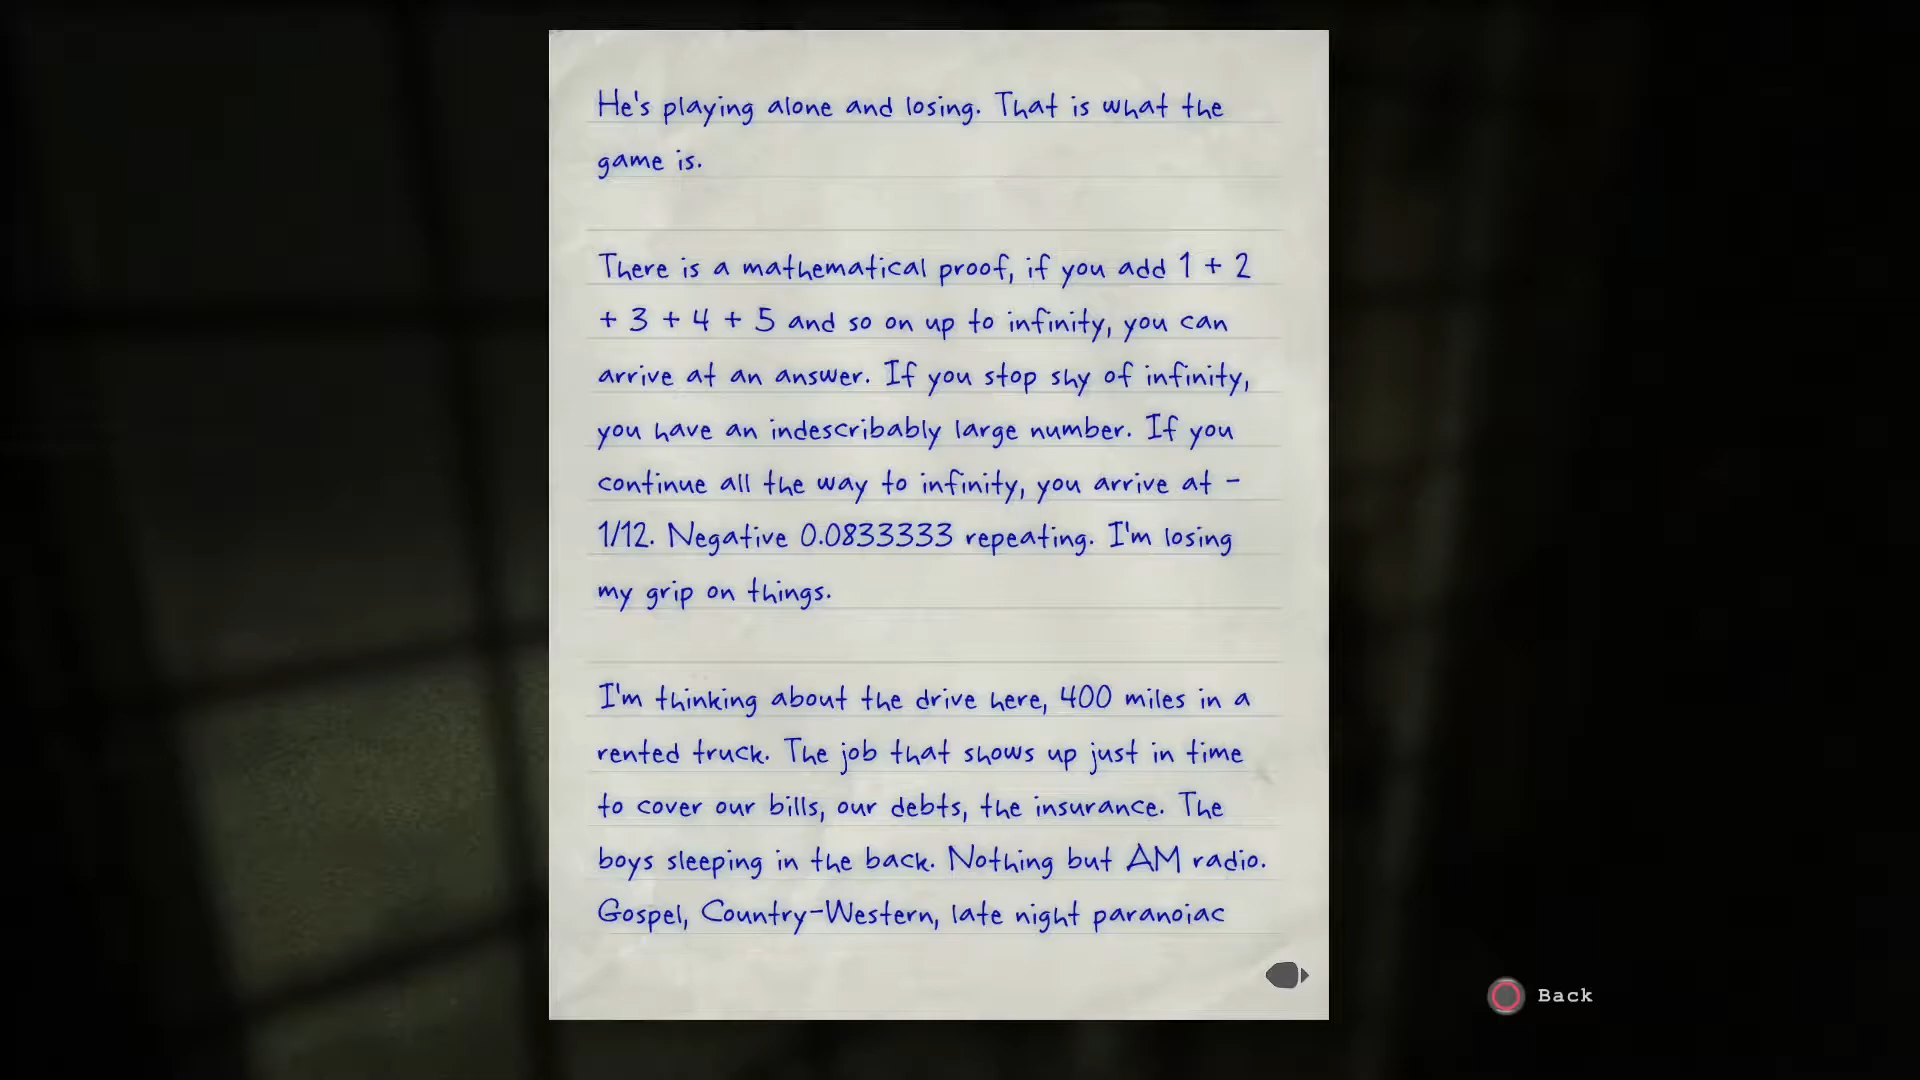 He's playing alone and losing. That is what the
game is.
There is a mathematical proof, if you add 1 + 2
+ 3 + 4 + 5 and so on up to infinity, you can
arrive at an answer. If you stop shy of infinity,
you have an indescribably large number. If you
continue all the way to infinity, you arrive at -
1/12. Negative 0.0833333 repeating. I'm losing
my grip on things.
I'm thinking about the drive here, 400 miles in a
rented truck. The job that shows up just in time
to cover our bills, our debts, the insurance. The
boys sleeping in the back. Nothing but AM radio.
Gospel, Country-Western, late night paranoiac
Back